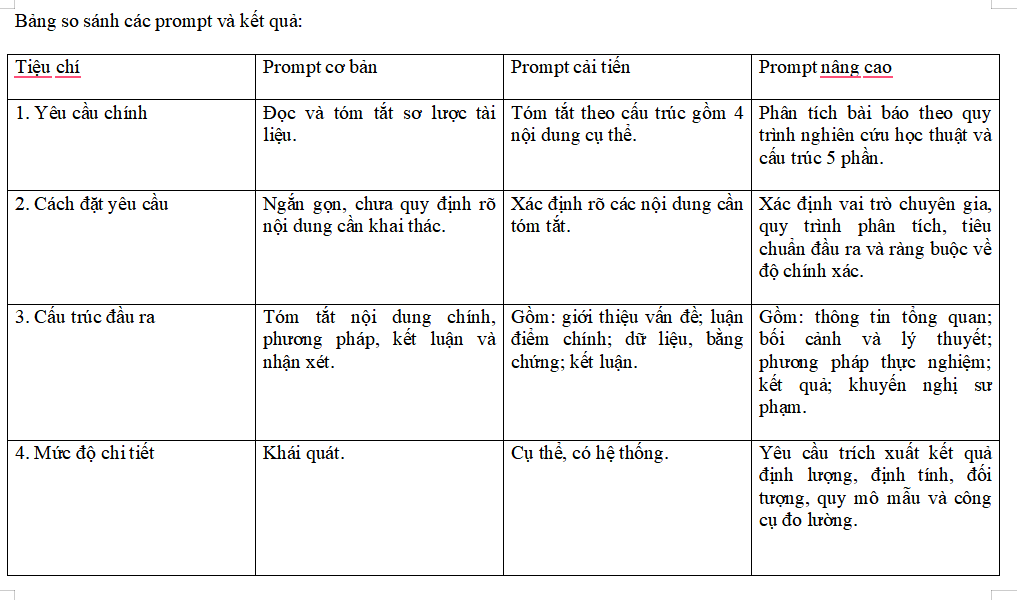 Bảng so sánh các prompt và kết quả:
Tiệu chí
Prompt cơ bản
Prompt cải tiến
Prompt nâng cao
1. Yêu cầu chính
Đọc và tóm tắt sơ lược tài
liệu.
Tóm tắt theo cấu trúc gồm 4
nội dung cụ thể.
Phân tích bài báo theo quy
trình nghiên cứu học thuật và
cấu trúc 5 phần.
2. Cách đặt yêu cầu
Ngắn gọn, chưa quy định rõ
nội dung cần khai thác.
Xác định rõ các nội dung cần
tóm tắt.
Xác định vai trò chuyên gia,
quy trình phân tích, tiêu
chuẩn đầu ra và ràng buộc về
độ chính xác.
3. Cấu trúc đầu ra
Tóm tắt nội dung chính,
phương pháp, kết luận và
nhận xét.
Gồm: giới thiệu vấn đề; luận
điểm chính; dữ liệu, bằng
chứng; kết luận.
Gồm: thông tin tổng quan;
bối cảnh và lý thuyết;
phương pháp thực nghiệm;
kết quả; khuyến nghị sư
phạm.
4. Mức độ chi tiết
Khái quát.
Cụ thể, có hệ thống.
Yêu cầu trích xuất kết quả
định lượng, định tính, đối
tượng, quy mô mẫu và công
cụ đo lường.